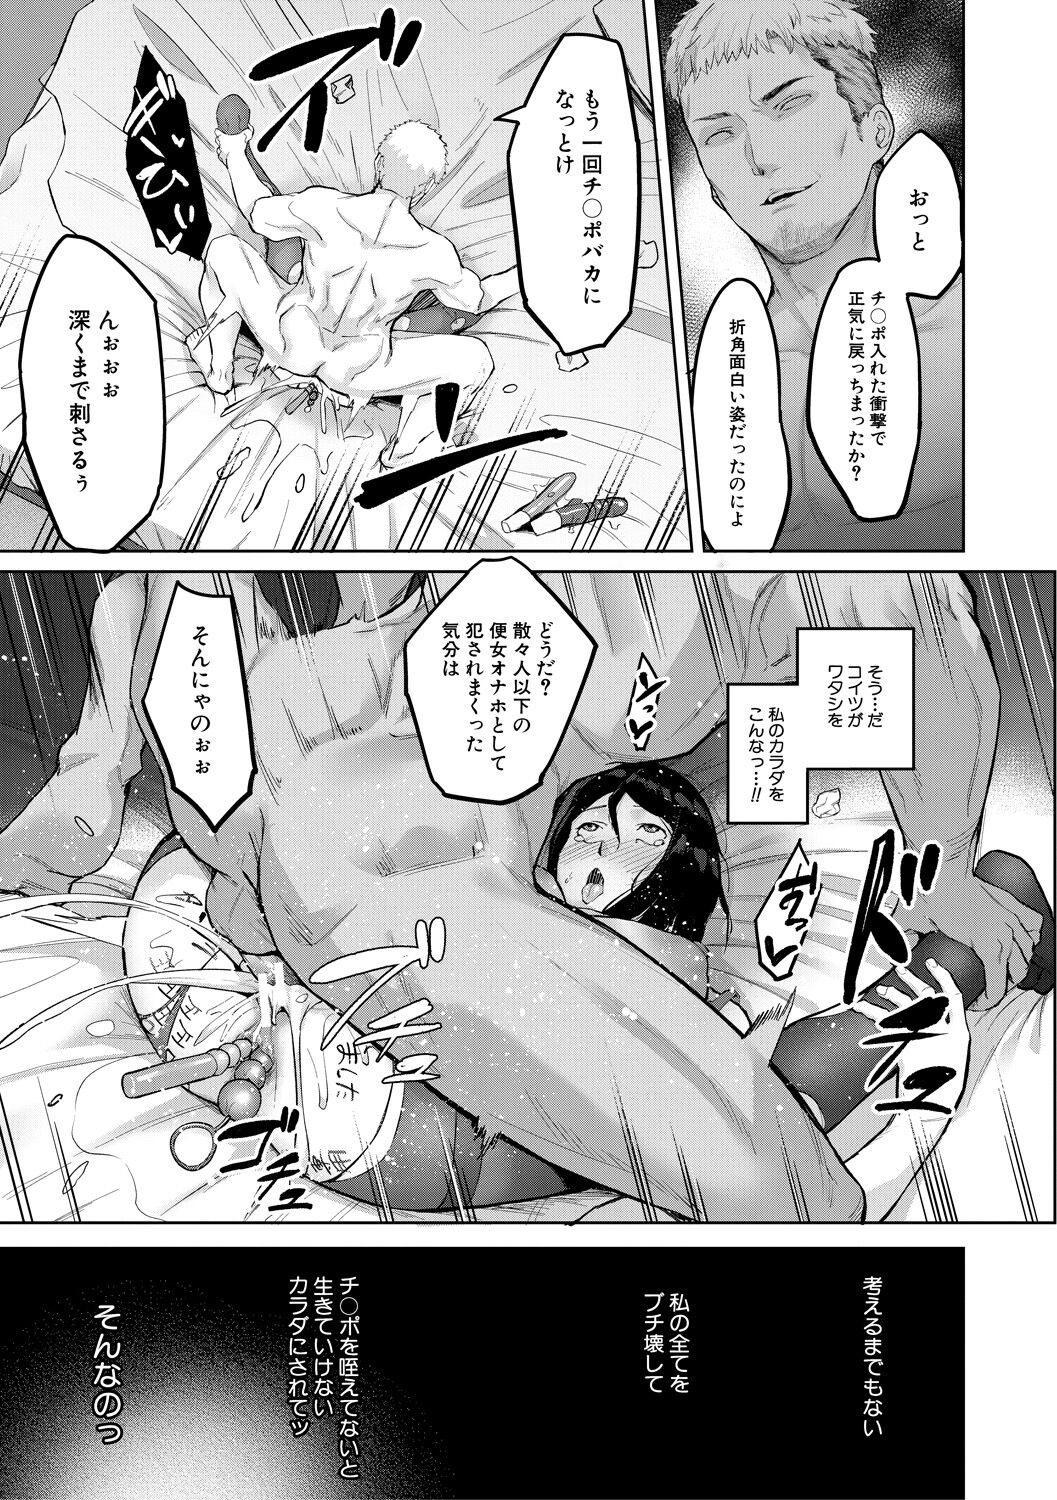 おっと
チ〇ポ入れた衝撃で
正気に戻っちまったか?
折角面白い姿だったのによ
もう一回チ〇ポバカに
なっとけ
んぉぉぉ
深くまで刺さるぅ
そう…だ
コイツが
ワタシを
私のカラダを
こんなっ…!!
どうだ?
散々人以下の
便女オナホとして
犯されまくった
気分は
そんにゃのぉぉ
ドチュ
ゴチュ
ました
考えるまでもない
私の全てを
ブチ壊して
チ〇ポを咥えてないと
生きていけない
カラダにされてッ
そんなのっ